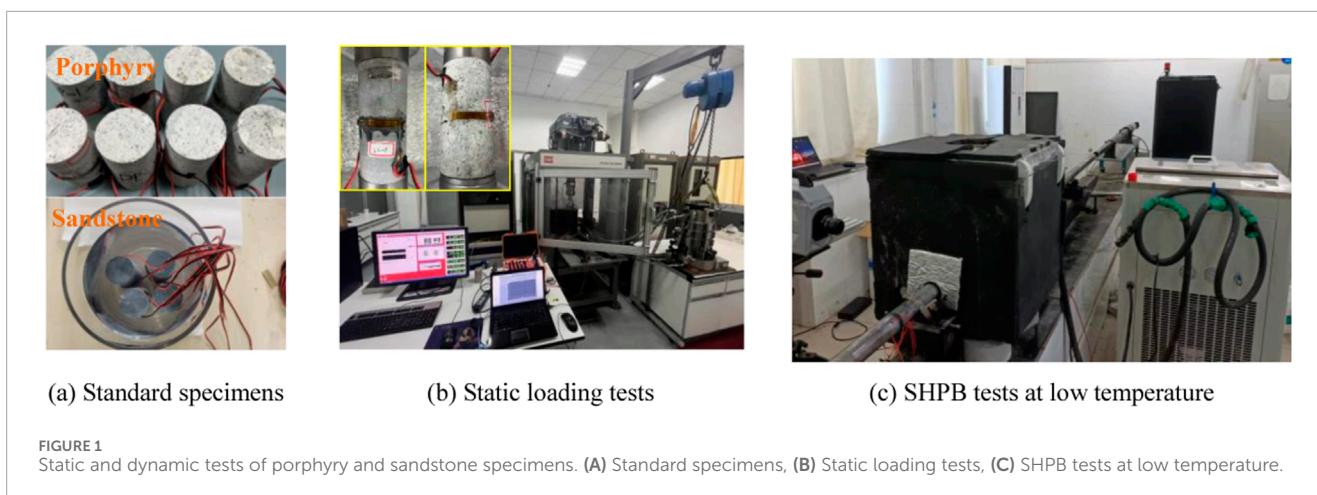 Porphyry
Sandstone
(a) Standard specimens
(b) Static loading tests
(c) SHPB tests at low temperature
FIGURE 1
Static and dynamic tests of porphyry and sandstone specimens. (A) Standard specimens, (B) Static loading tests, (C) SHPB tests at low temperature.